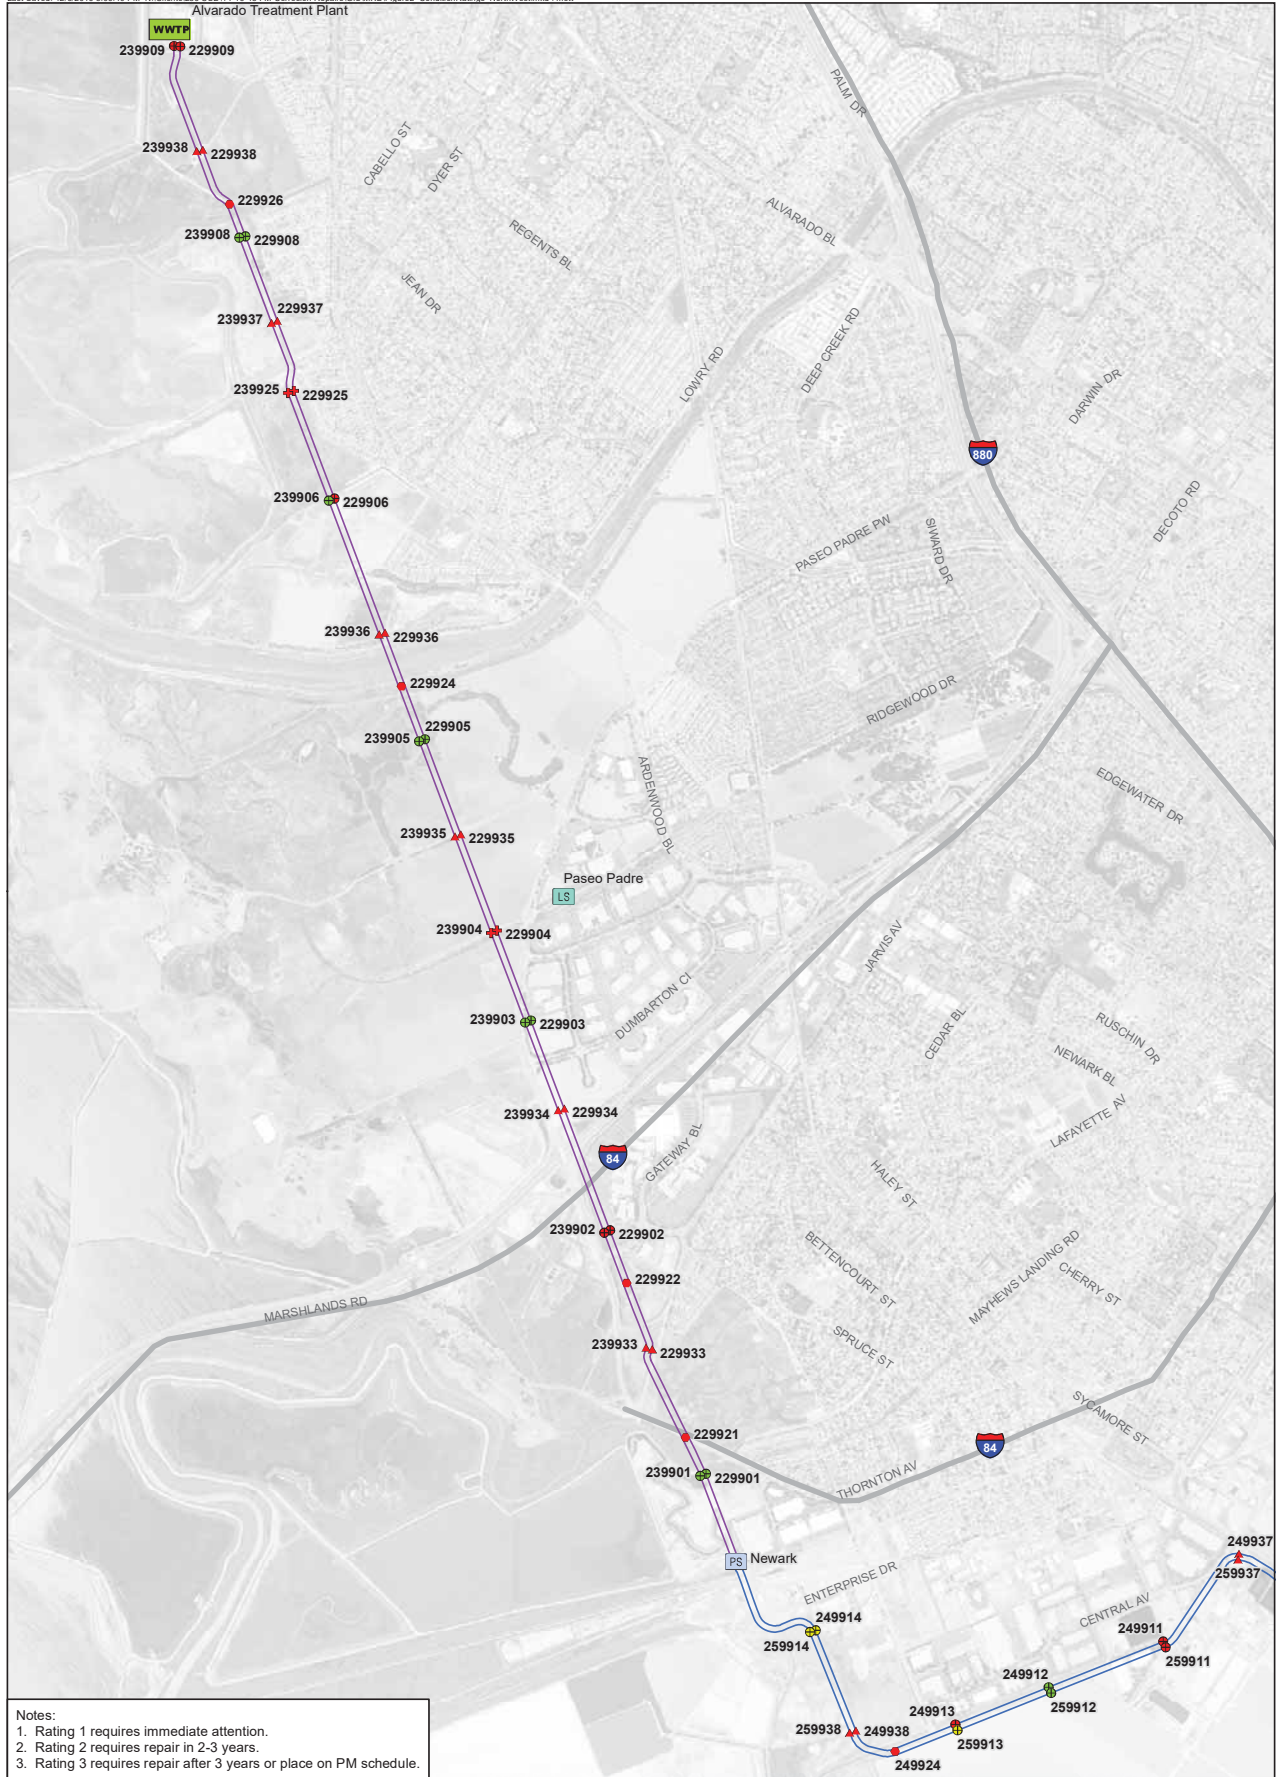 Alvarado Treatment Plant
WWTP
239909
229909
PALM DR
239938
229938
CABELLO ST
DYER ST
229926
ALVARADO BL
239908
229908
REGENTS BL
JEAN DR
239937
229937
LOWRY RD
DEEP CREEK RD
DARWIN DR
239925
229925
880
239906
229906
DECOTO RD
PASEO PADRE PW
SIWARD DR
239936
229936
229924
RIDGEWOOD DR
239905
229905
ARDENWOOD BL
EDGEWATER DR
239935
229935
Paseo Padre
LS
239904
229904
JARVIS AV
239903
229903
DUMBARTON CI
CEDAR BL
RUSCHIN DR
NEWARK BL
LAFAYETTE AV
239934
229934
84
GATEWAY BL
HALEY ST
239902
229902
BETTENCOURT ST
MAYHEWS LANDING RD
CHERRY ST
229922
MARSHLANDS RD
239933
229933
SPRUCE ST
SYCAMORE ST
229921
84
239901
229901
THORNTON AV
PS
Newark
249937
259937
ENTERPRISE DR
CENTRAL AV
249914
259914
249911
259911
249912
259912
249913
259913
259938
249938
249924
Notes:
1. Rating 1 requires immediate attention.
2. Rating 2 requires repair in 2-3 years.
3. Rating 3 requires repair after 3 years or place on PM schedule.